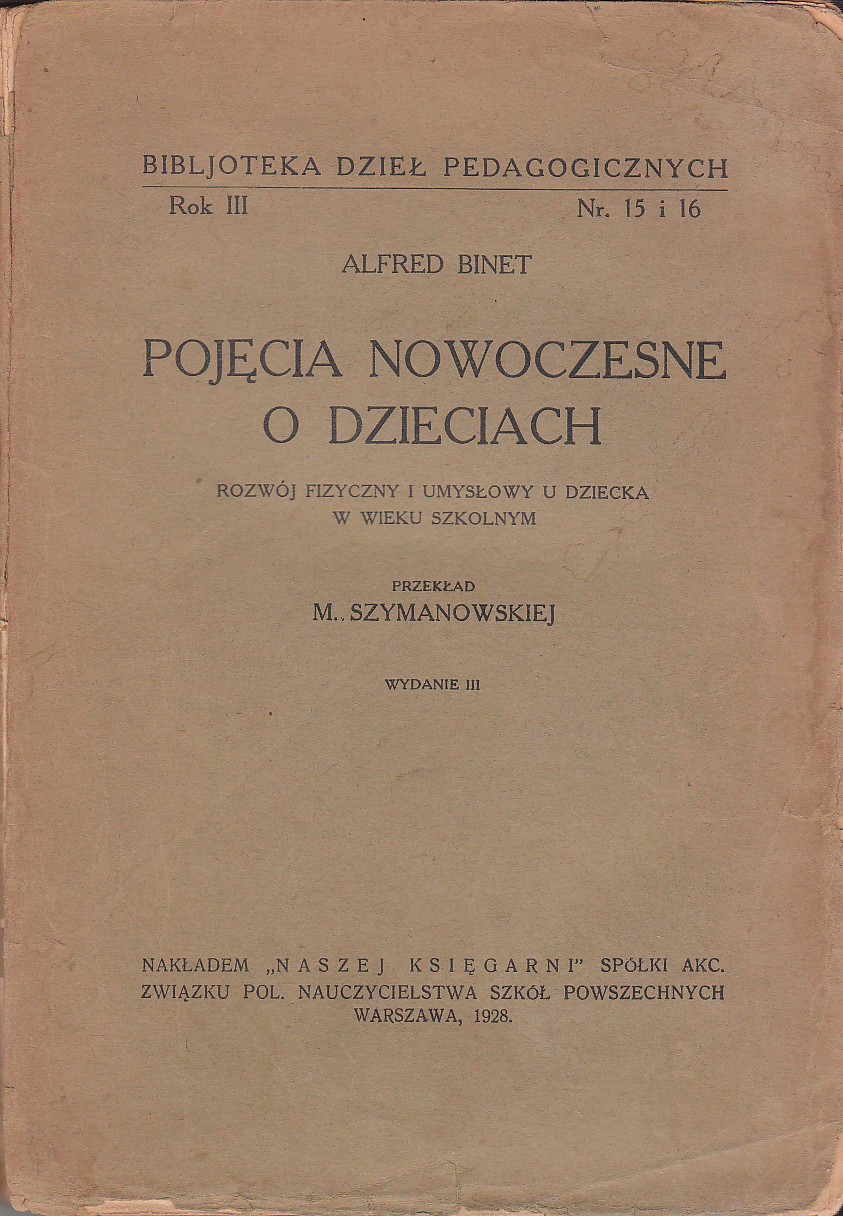 BIBLJOTEKA DZIEŁ PEDAGOGICZNYCH
Rok III Nr. 15 i 16
ALFRED BINET
POJĘCIA NOWOCZESNE
O DZIECIACH
ROZWÓJ FIZYCZNY I UMYSŁOWY U DZIECKA
W WIEKU SZKOLNYM
PRZEKŁAD
M. SZYMANOWSKIEJ
WYDANIE III
NAKŁADEM „NASZEJ KSIĘGARNI” SPÓŁKI AKC.
ZWIĄZKU POL. NAUCZYCIELSTWA SZKÓŁ POWSZECHNYCH
WARSZAWA, 1928.